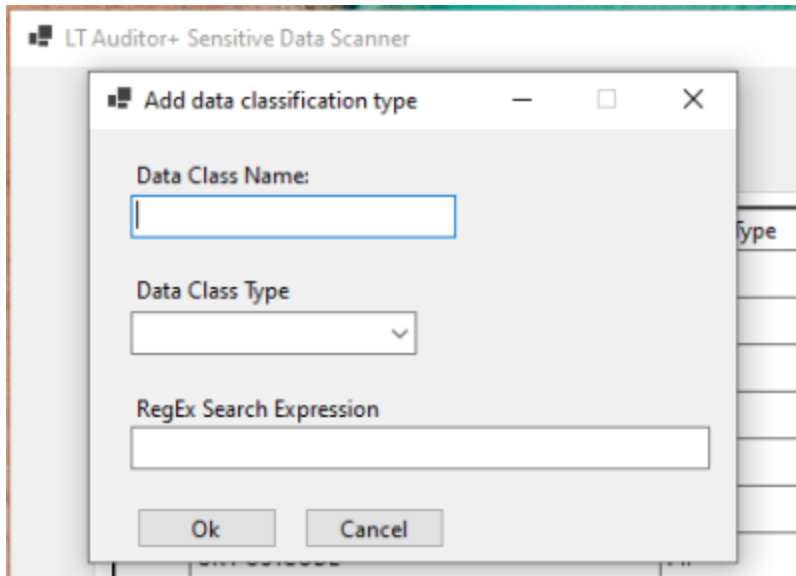 LT Auditor+ Sensitive Data Scanner
Add data classification type
Data Class Name:
Type
Data Class Type
RegEx Search Expression
Ok Cancel